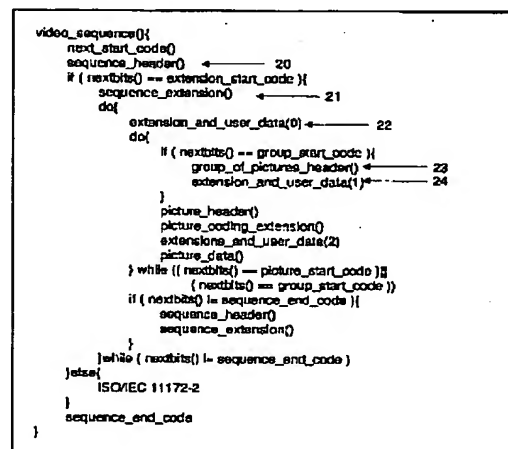 video_sequence(){
next_start_code()
sequence_header() 20
if ( nextbits() == extension_start_code ){
sequence_extension() 21
do{
extension_and_user_data(0) 22
do{
if ( nextbits() == group_start_code ){
group_of_pictures_header() 23
extension_and_user_data(1) 24
}
picture_header()
picture_coding_extension()
extensions_and_user_data(2)
picture_data()
} while (( nextbits() == picture_start_code )||
( nextbits() == group_start_code ))
if ( nextbits() != sequence_end_code ){
sequence_header()
sequence_extension()
}
}while ( nextbits() != sequence_end_code )
}else{
ISO/IEC 11172-2
}
sequence_end_code
}